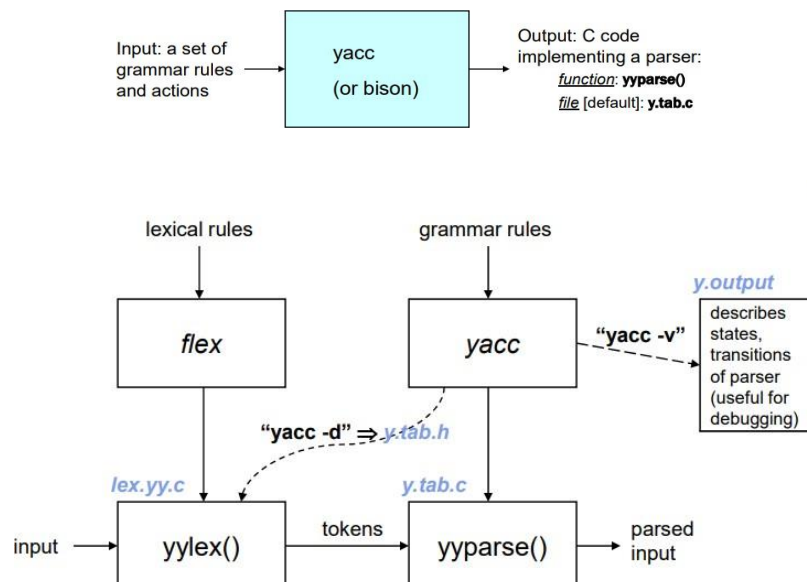 Input: a set of
grammar rules
and actions
yacc
(or bison)
Output: C code
implementing a parser:
function: yyparse()
file [default]: y.tab.c
lexical rules
grammar rules
flex
yacc
"yacc -v"
y.output
describes
states,
transitions
of parser
(useful for
debugging)
"yacc -d" ⇒ y.tab.h
lex.yy.c
y.tab.c
input
yylex()
tokens
yyparse()
parsed
input